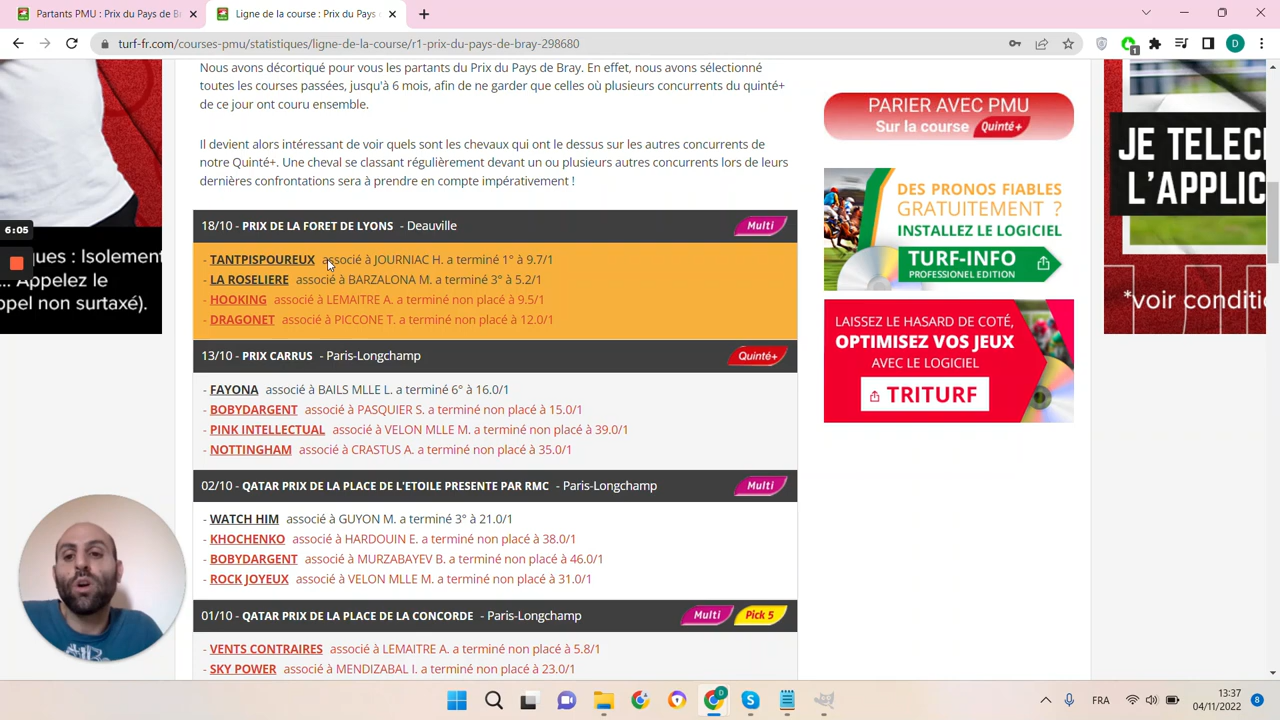 Partants PMU : Prix du Pays de B
Ligne de la course : Prix du Pays
turf-fr.com/courses-pmu/statistiques/ligne-de-la-course/r1-prix-du-pays-de-bray-298680
1
D
Nous avons décortiqué pour vous les partants du Prix du Pays de Bray. En effet, nous avons sélectionné
toutes les courses passées, jusqu'à 6 mois, afin de ne garder que celles où plusieurs concurrents du quinté+
de ce jour ont couru ensemble.
Il devient alors intéressant de voir quels sont les chevaux qui ont le dessus sur les autres concurrents de
notre Quinté+. Une cheval se classant régulièrement devant un ou plusieurs autres concurrents lors de leurs
dernières confrontations sera à prendre en compte impérativement !
18/10 - PRIX DE LA FORET DE LYONS - Deauville Multi
- TANTPISPOUREUX associé à JOURNIAC H. a terminé 1° à 9.7/1
- LA ROSELIERE associé à BARZALONA M. a terminé 3° à 5.2/1
- HOOKING associé à LEMAITRE A. a terminé non placé à 9.5/1
- DRAGONET associé à PICCONE T. a terminé non placé à 12.0/1
13/10 - PRIX CARRUS - Paris-Longchamp Quinté+
- FAYONA associé à BAILS MLLE L. a terminé 6° à 16.0/1
- BOBYDARGENT associé à PASQUIER S. a terminé non placé à 15.0/1
- PINK INTELLECTUAL associé à VELON MLLE M. a terminé non placé à 39.0/1
- NOTTINGHAM associé à CRASTUS A. a terminé non placé à 35.0/1
02/10 - QATAR PRIX DE LA PLACE DE L'ETOILE PRESENTE PAR RMC - Paris-Longchamp Multi
- WATCH HIM associé à GUYON M. a terminé 3° à 21.0/1
- KHOCHENKO associé à HARDOUIN E. a terminé non placé à 38.0/1
- BOBYDARGENT associé à MURZABAYEV B. a terminé non placé à 46.0/1
- ROCK JOYEUX associé à VELON MLLE M. a terminé non placé à 31.0/1
01/10 - QATAR PRIX DE LA PLACE DE LA CONCORDE - Paris-Longchamp Multi Pick 5
- VENTS CONTRAIRES associé à LEMAITRE A. a terminé non placé à 5.8/1
- SKY POWER associé à MENDIZABAL I. a terminé non placé à 23.0/1
PARIER AVEC PMU
Sur la course Quinté+
DES PRONOS FIABLES
GRATUITEMENT ?
INSTALLEZ LE LOGICIEL
TURF-INFO
PROFESSIONEL EDITION
LAISSEZ LE HASARD DE COTÉ,
OPTIMISEZ VOS JEUX
AVEC LE LOGICIEL
TRITURF
JE TELEC
L'APPLIC
*voir conditi
6:05
ques : Isolement
... Appelez le
ppel non surtaxé).
FRA
13:37
04/11/2022
8